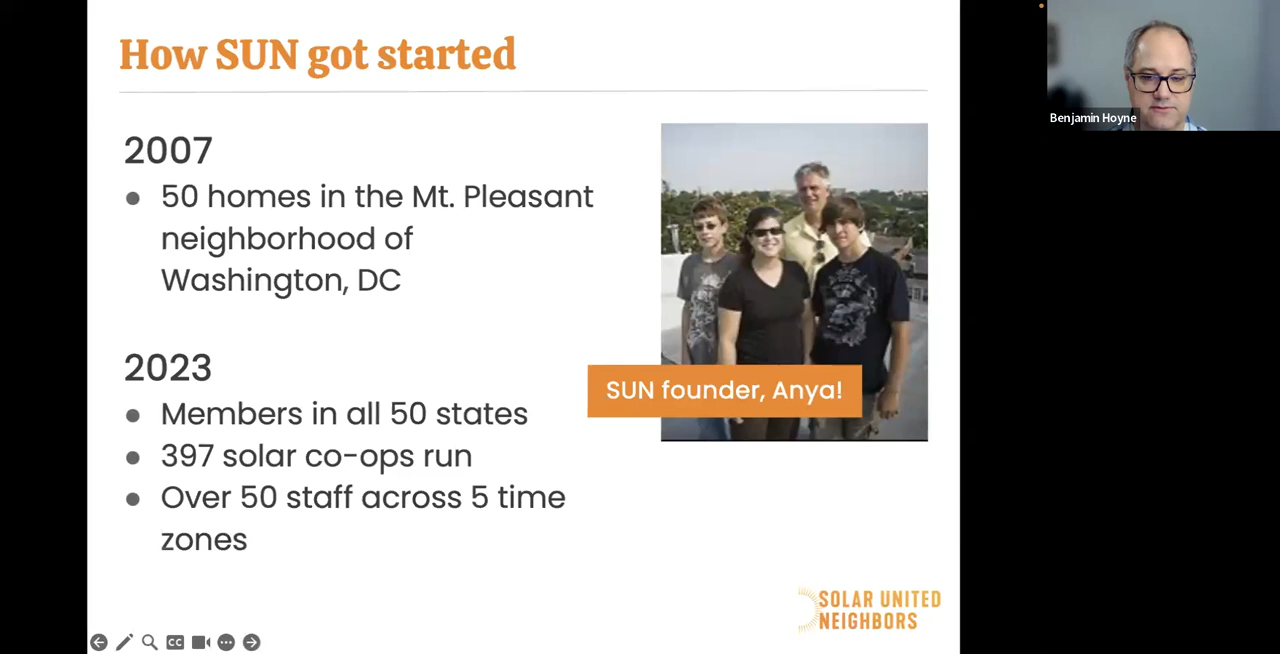 How SUN got started
2007
● 50 homes in the Mt. Pleasant
neighborhood of
Washington, DC
2023
● Members in all 50 states
● 397 solar co-ops run
● Over 50 staff across 5 time
zones
SUN founder, Anya!
SOLAR UNITED
NEIGHBORS
CC
Benjamin Hoyne